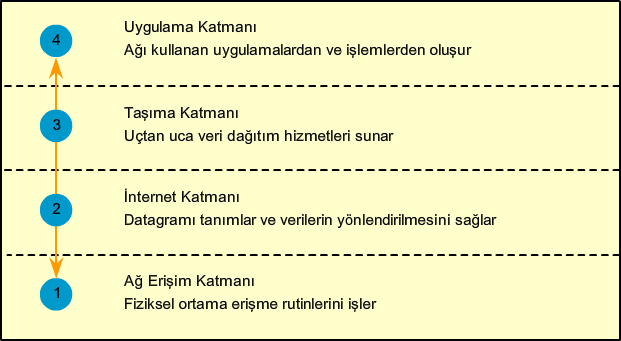 4
Uygulama Katmanı
Ağı kullanan uygulamalardan ve işlemlerden oluşur
3
Taşıma Katmanı
Uçtan uca veri dağıtım hizmetleri sunar
2
İnternet Katmanı
Datagramı tanımlar ve verilerin yönlendirilmesini sağlar
1
Ağ Erişim Katmanı
Fiziksel ortama erişme rutinlerini işler